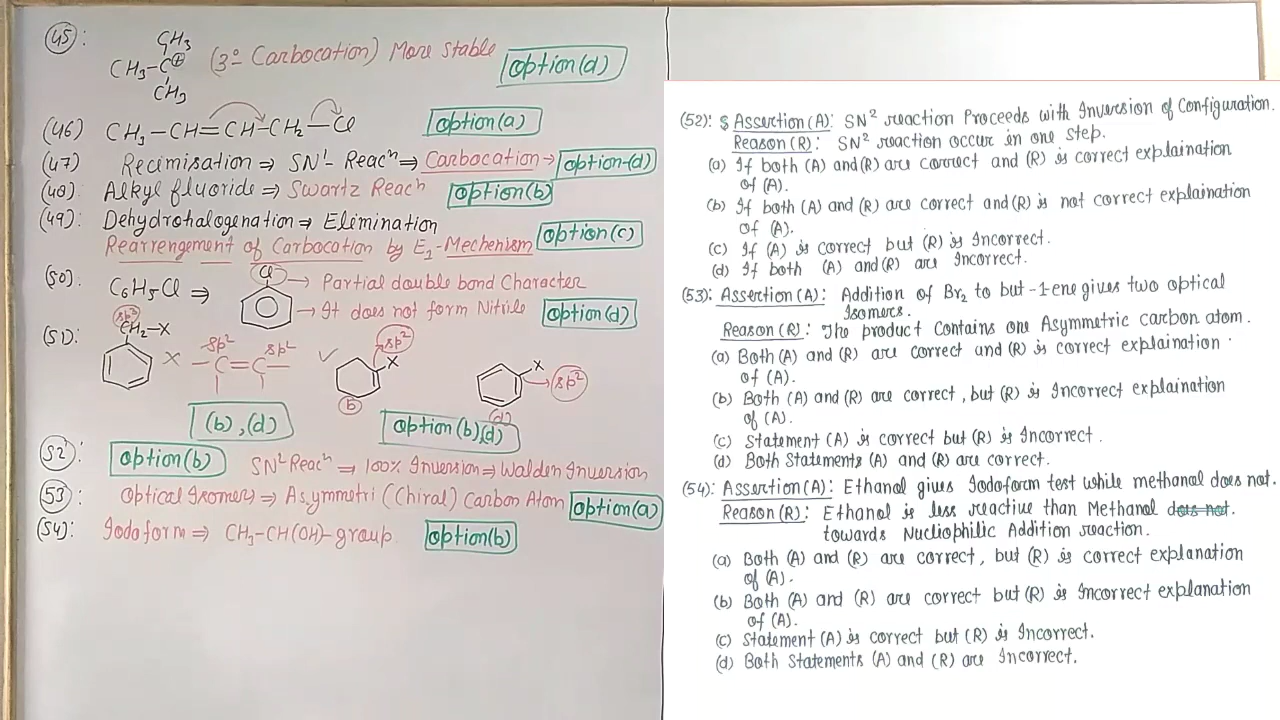 (45):
CH3
CH3-C⊕ (3° Carbocation) More Stable option(d)
CH3
(46) CH3-CH=CH-CH2-Cl option(a)
(47) Recimisation ⇒ SN1- Reacn ⇒ Carbocation → option-(d)
(48): Alkyl fluoride ⇒ Swartz Reacn option(b)
(49): Dehydrohalogenation ⇒ Elimination
Rearrengement of Carbocation by E1-Mechenism option(c)
(50). C6H5Cl ⇒ Cl → Partial double bond Character
→ It does not form Nitrile option(d)
(51) sp3 CH2-X X sp2 -C=C- sp2 ✓ X sp2 (b) X → sp2 (d)
(b), (d) option(b)(d)
(52): option(b) SN2 Reacn → 100% Inversion ⇒ Walden Inversion
(53) Optical Isomers ⇒ Asymmetri (Chiral) Carbon Atom option(a)
(54): Iodoform ⇒ CH3-CH(OH)-group. option(b)
(52): S Assertion (A): SN2 reaction Proceeds with Inversion of Configuration.
Reason (R): SN2 reaction occur in one step.
(a) If both (A) and (R) are correct and (R) is correct explaination
of (A).
(b) If both (A) and (R) are correct and (R) is not correct explaination
of (A).
(c) If (A) is correct but (R) is Incorrect.
(d) If both (A) and (R) are Incorrect.
(53): Assertion (A): Addition of Br2 to but-1-ene gives two optical
Isomers.
Reason (R): The product Contains one Asymmetric carbon atom.
(a) Both (A) and (R) are correct and (R) is correct explaination
of (A).
(b) Both (A) and (R) are correct, but (R) is Incorrect explaination
of (A).
(c) Statement (A) is correct but (R) is Incorrect.
(d) Both Statements (A) and (R) are correct.
(54): Assertion (A): Ethanal gives Iodoform test while methanal does not.
Reason (R): Ethanal is less reactive than Methanal does not.
towards Nucliophilic Addition reaction.
(a) Both (A) and (R) are correct, but (R) is correct explanation
of (A).
(b) Both (A) and (R) are correct but (R) is Incorrect explanation
of (A).
(c) Statement (A) is correct but (R) is Incorrect.
(d) Both Statements (A) and (R) are Incorrect.